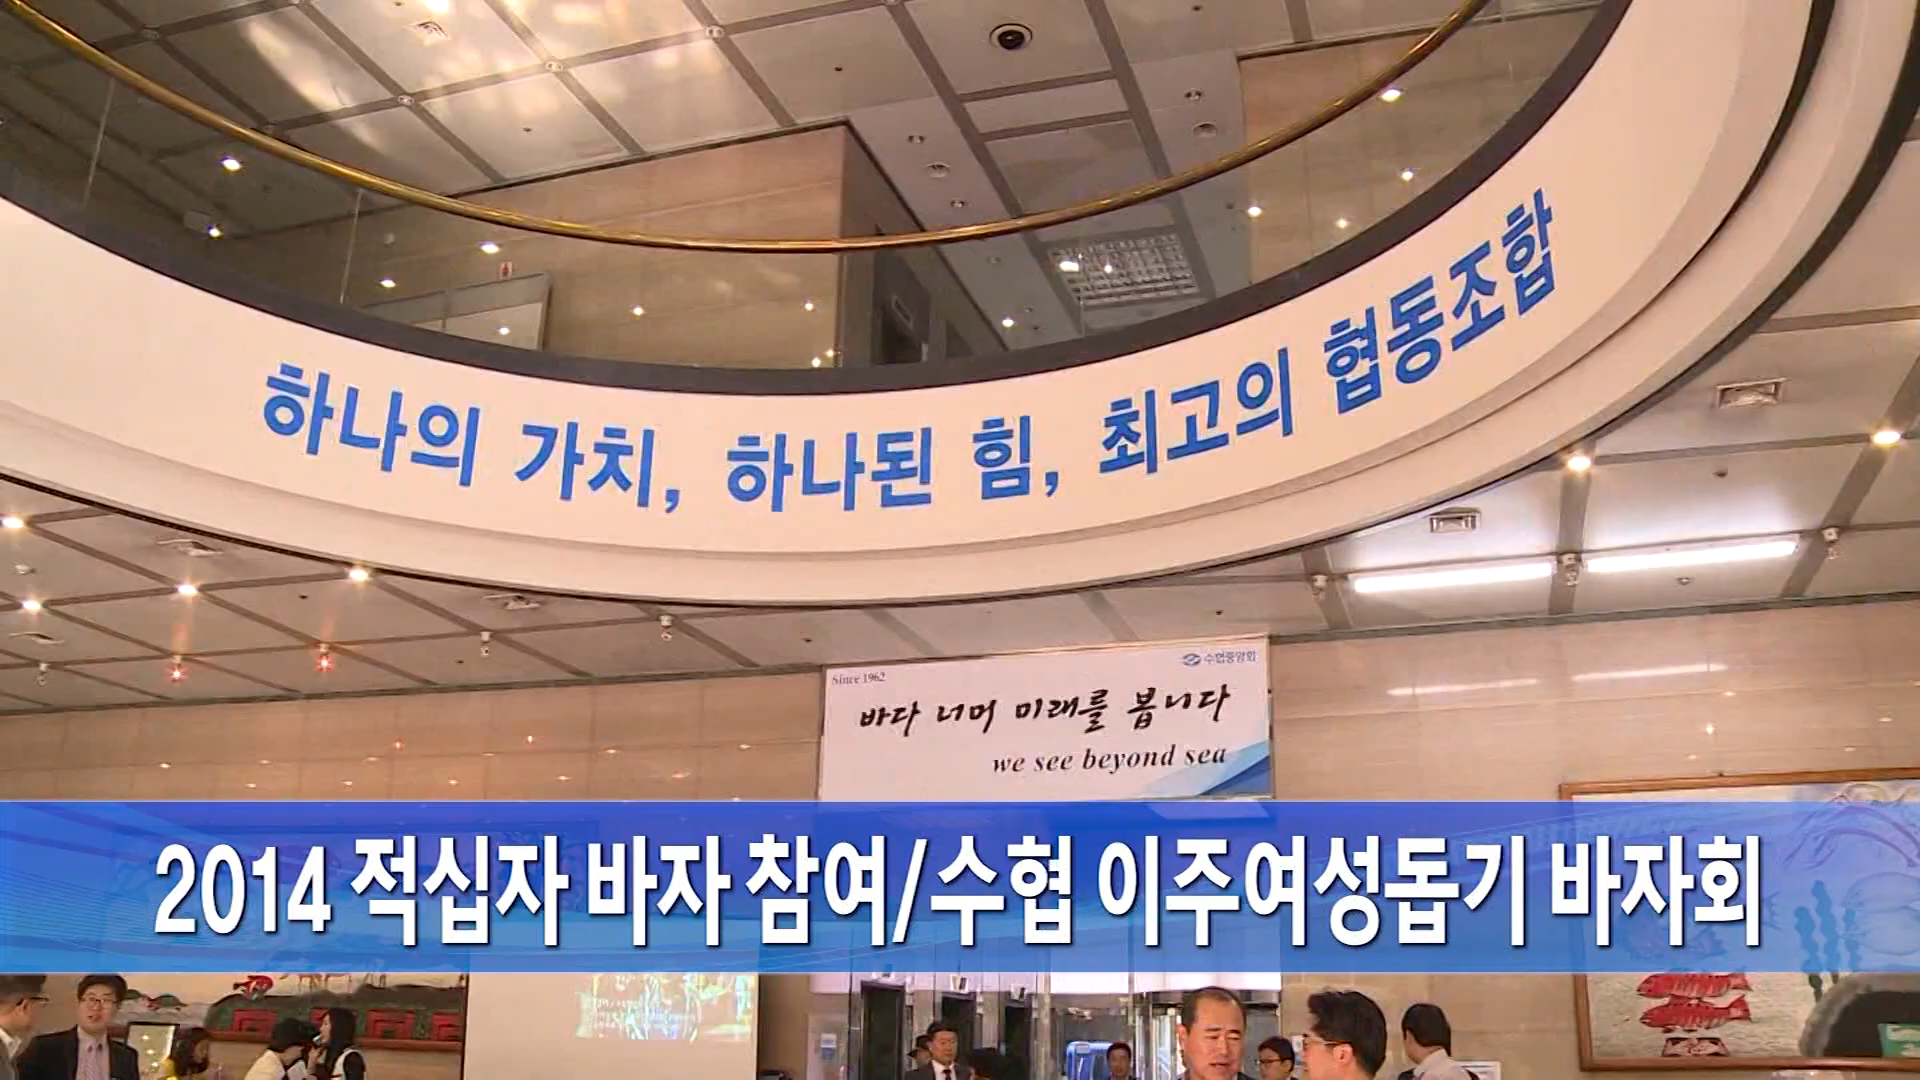 하나의 가치, 하나된 힘, 최고의 협동조합
수협중앙회
Since 1962
바다 너머 미래를 봅니다
we see beyond sea
2014 적십자 바자 참여/수협 이주여성돕기 바자회